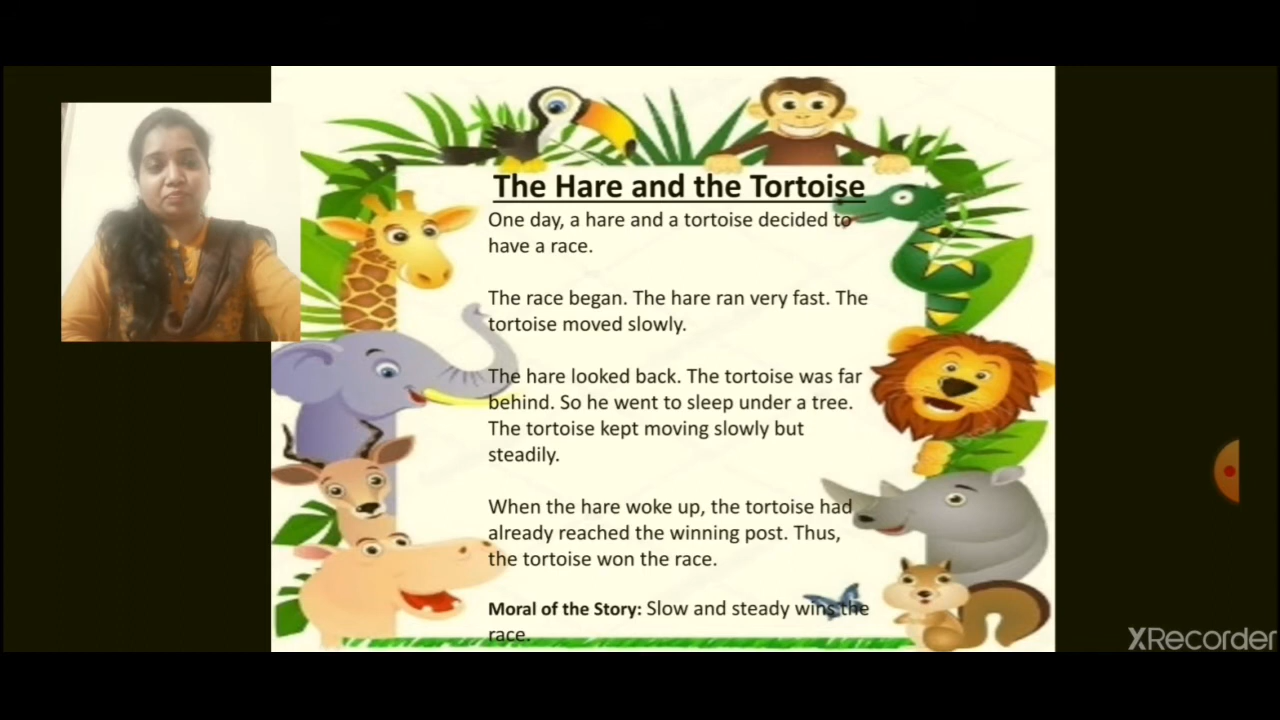 The Hare and the Tortoise
One day, a hare and a tortoise decided to
have a race.
The race began. The hare ran very fast. The
tortoise moved slowly.
The hare looked back. The tortoise was far
behind. So he went to sleep under a tree.
The tortoise kept moving slowly but
steadily.
When the hare woke up, the tortoise had
already reached the winning post. Thus,
the tortoise won the race.
Moral of the Story: Slow and steady wins the
race.
XRecorder